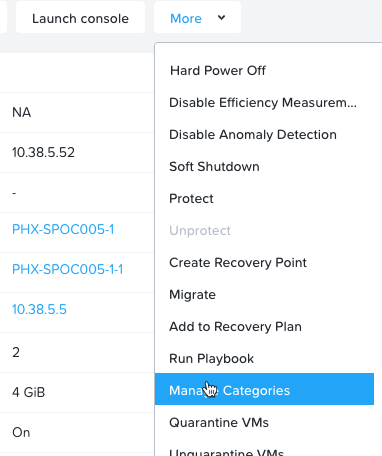 Launch console
More
Hard Power Off
Disable Efficiency Measurem...
NA
Disable Anomaly Detection
10.38.5.52
Soft Shutdown
-
Protect
PHX-SPOC005-1
Unprotect
Create Recovery Point
PHX-SPOC005-1-1
Migrate
10.38.5.5
Add to Recovery Plan
2
Run Playbook
4 GiB
Manage Categories
Quarantine VMs
On
Unquarantine VMs